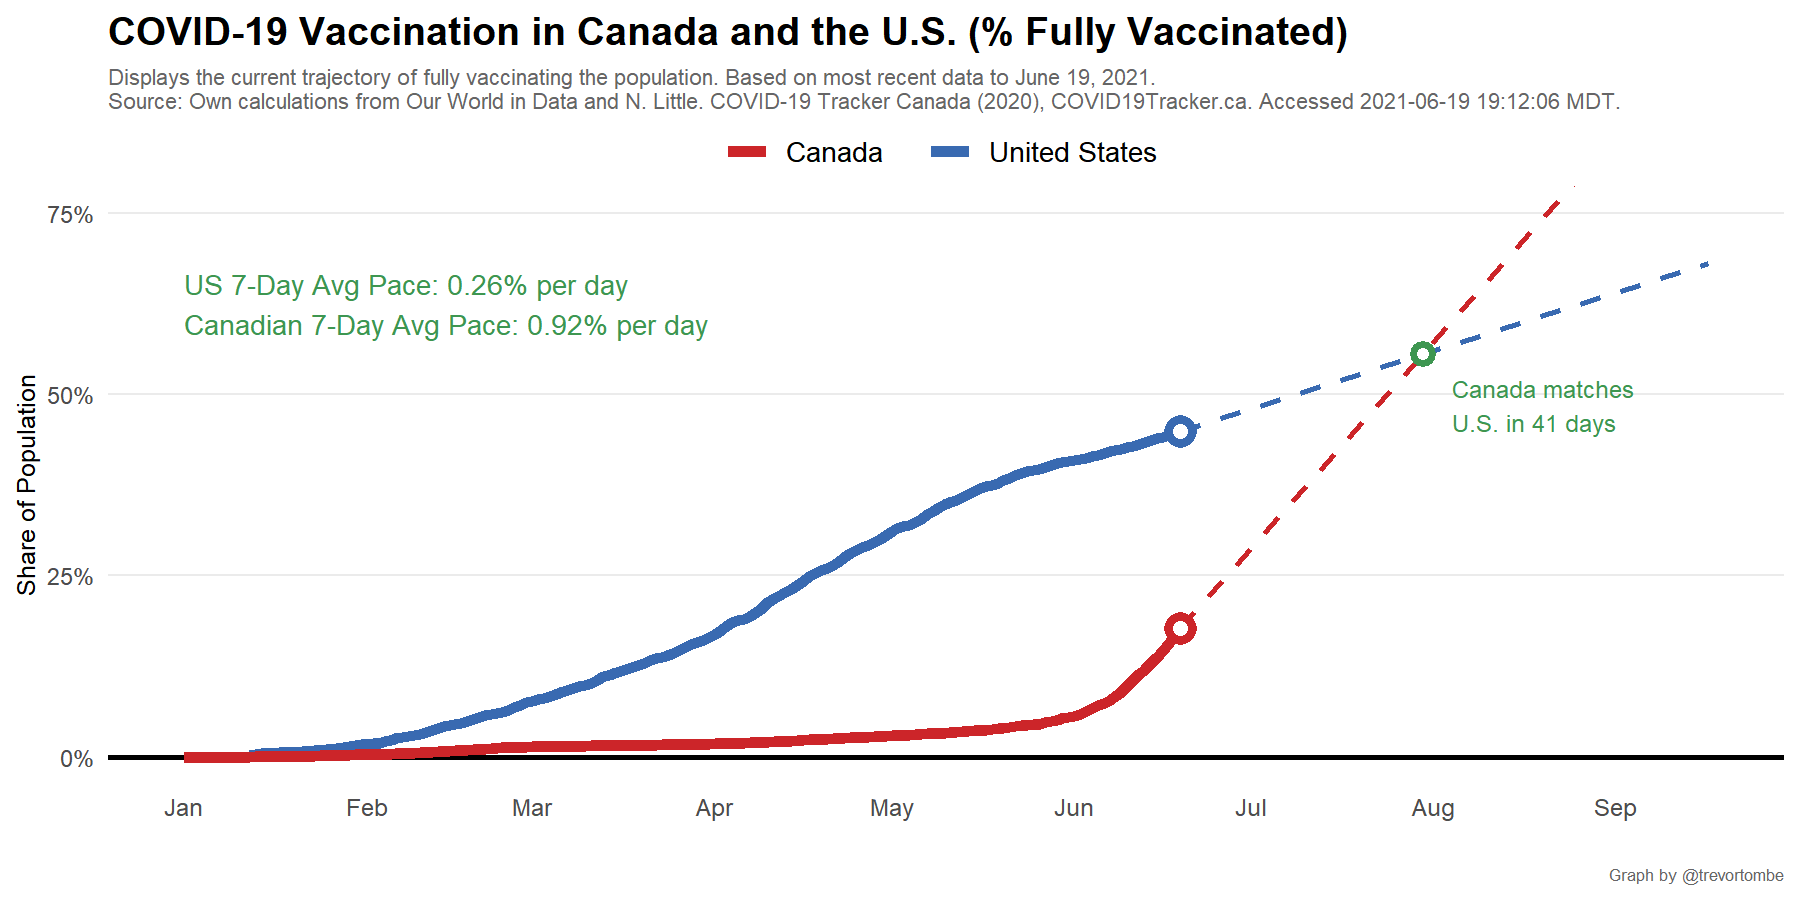 COVID-19 Vaccination in Canada and the U.S. (% Fully Vaccinated)
Displays the current trajectory of fully vaccinating the population. Based on most recent data to June 19, 2021.
Source: Own calculations from Our World in Data and N. Little. COVID-19 Tracker Canada (2020), COVID19Tracker.ca. Accessed 2021-06-19 19:12:06 MDT.
Canada United States
Share of Population
75%
50%
25%
0%
US 7-Day Avg Pace: 0.26% per day
Canadian 7-Day Avg Pace: 0.92% per day
Canada matches
U.S. in 41 days
Jan Feb Mar Apr May Jun Jul Aug Sep
Graph by @trevortombe